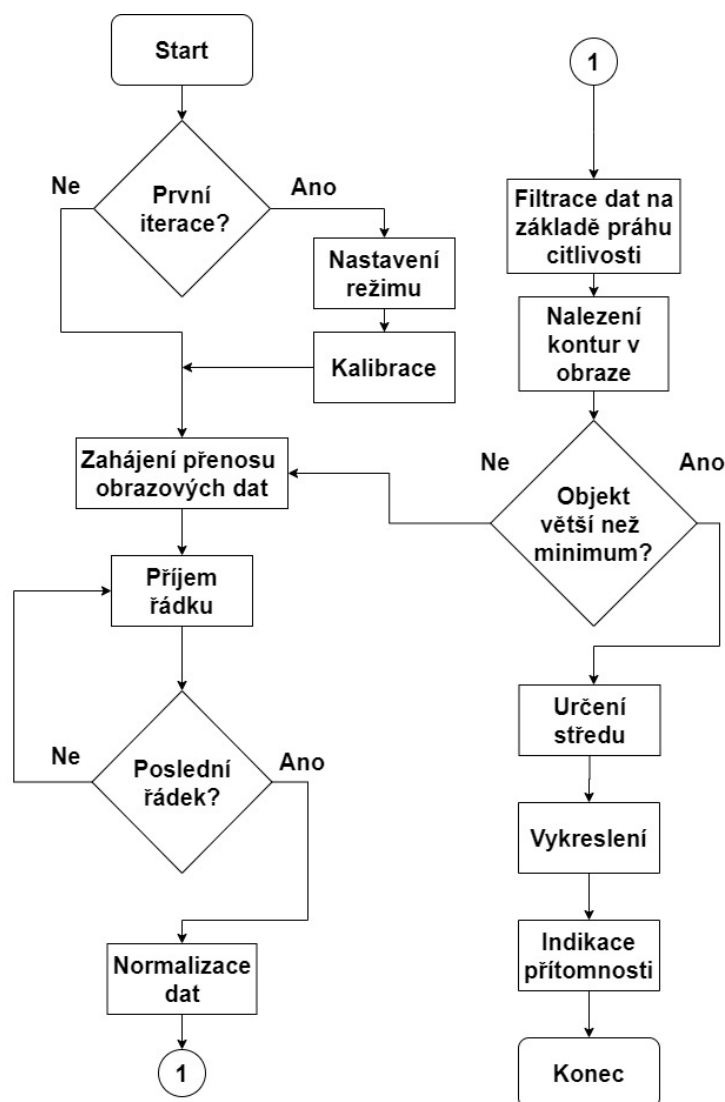 Start
První
iterace?
Ne
Ano
Nastavení
režimu
Kalibrace
Zahájení přenosu
obrazových dat
Příjem
řádku
Poslední
řádek?
Ne
Ano
Normalizace
dat
1
1
Filtrace dat na
základě práhu
citlivosti
Nalezení
kontur v
obraze
Objekt
větší než
minimum?
Ne
Ano
Určení
středu
Vykreslení
Indikace
přítomnosti
Konec